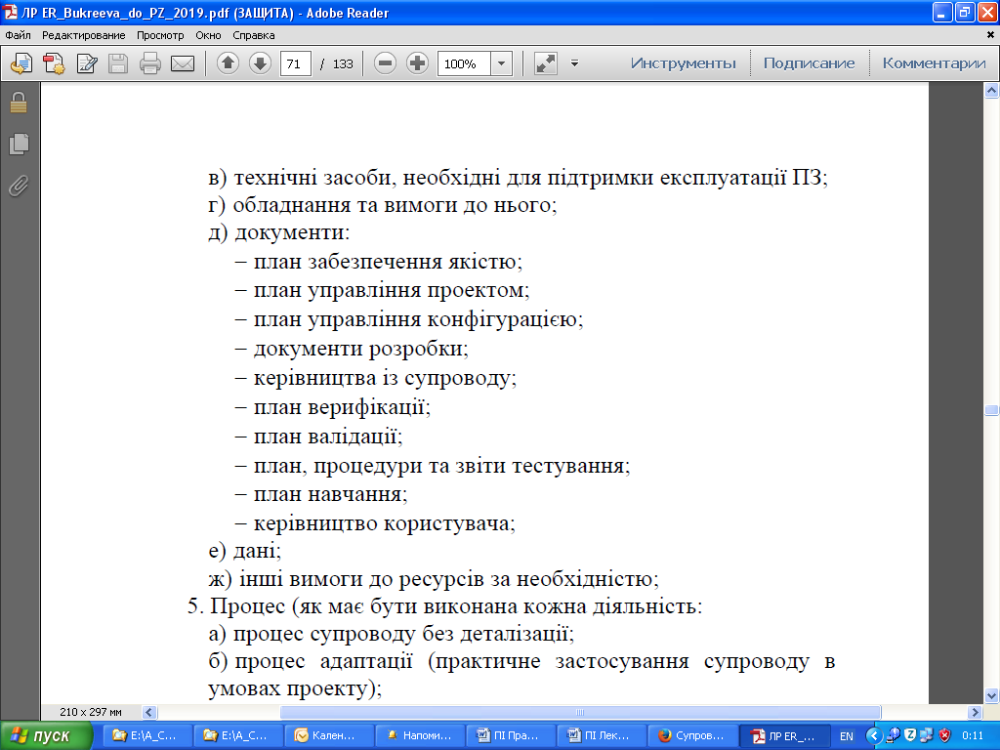 ЛР ER_Bukreeva_do_PZ_2019.pdf (ЗАЩИТА) - Adobe Reader
Файл Редактирование Просмотр Окно Справка
71 / 133 100% Инструменты Подписание Комментарии
в) технічні засоби, необхідні для підтримки експлуатації ПЗ;
г) обладнання та вимоги до нього;
д) документи:
– план забезпечення якістю;
– план управління проектом;
– план управління конфігурацією;
– документи розробки;
– керівництва із супроводу;
– план верифікації;
– план валідації;
– план, процедури та звіти тестування;
– план навчання;
– керівництво користувача;
е) дані;
ж) інші вимоги до ресурсів за необхідністю;
5. Процес (як має бути виконана кожна діяльність:
а) процес супроводу без деталізації;
б) процес адаптації (практичне застосування супроводу в
умовах проекту);
210 x 297 мм
пуск E:\A_С... E:\A_С... Кален... Напоми... ПІ Пра... ПІ Лек... Супров... ЛР ER_... EN 0:11